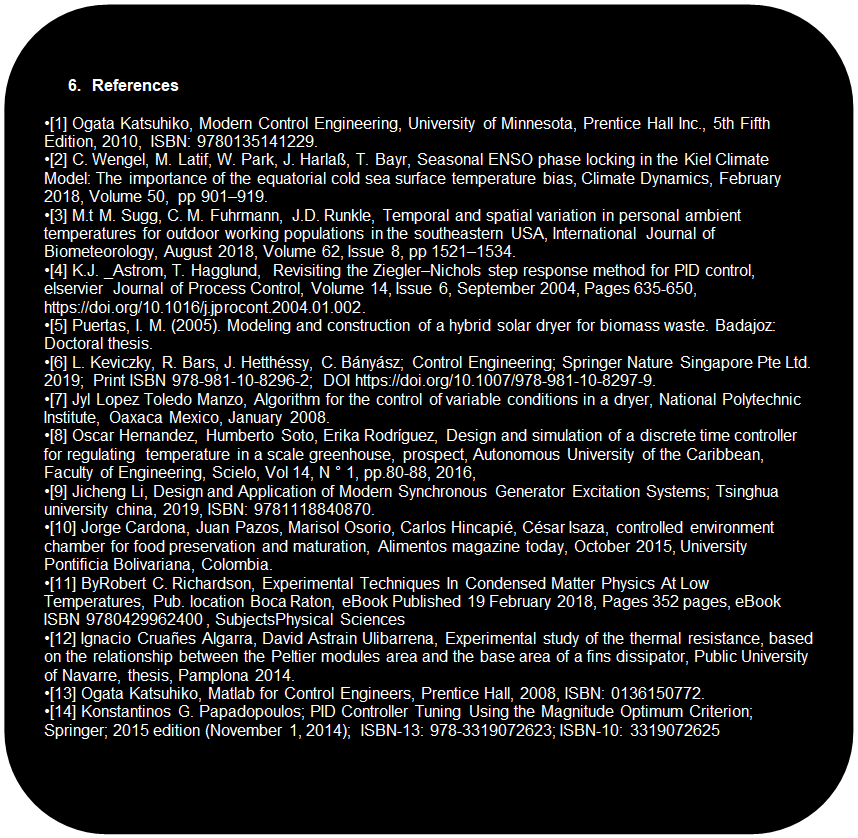 6. References
•[1] Ogata Katsuhiko, Modern Control Engineering, University of Minnesota, Prentice Hall Inc., 5th Fifth
Edition, 2010, ISBN: 9780135141229.
•[2] C. Wengel, M. Latif, W. Park, J. Harlaß, T. Bayr, Seasonal ENSO phase locking in the Kiel Climate
Model: The importance of the equatorial cold sea surface temperature bias, Climate Dynamics, February
2018, Volume 50, pp 901–919.
•[3] M.t M. Sugg, C. M. Fuhrmann, J.D. Runkle, Temporal and spatial variation in personal ambient
temperatures for outdoor working populations in the southeastern USA, International Journal of
Biometeorology, August 2018, Volume 62, Issue 8, pp 1521–1534.
•[4] K.J. _Astrom, T. Hagglund, Revisiting the Ziegler–Nichols step response method for PID control,
elservier Journal of Process Control, Volume 14, Issue 6, September 2004, Pages 635-650,
https://doi.org/10.1016/j.jprocont.2004.01.002.
•[5] Puertas, I. M. (2005). Modeling and construction of a hybrid solar dryer for biomass waste. Badajoz:
Doctoral thesis.
•[6] L. Keviczky, R. Bars, J. Hetthéssy, C. Bányász; Control Engineering; Springer Nature Singapore Pte Ltd.
2019; Print ISBN 978-981-10-8296-2; DOI https://doi.org/10.1007/978-981-10-8297-9.
•[7] Jyl Lopez Toledo Manzo, Algorithm for the control of variable conditions in a dryer, National Polytechnic
Institute, Oaxaca Mexico, January 2008.
•[8] Oscar Hernandez, Humberto Soto, Erika Rodríguez, Design and simulation of a discrete time controller
for regulating temperature in a scale greenhouse, prospect, Autonomous University of the Caribbean,
Faculty of Engineering, Scielo, Vol 14, N ° 1, pp.80-88, 2016,
•[9] Jicheng Li, Design and Application of Modern Synchronous Generator Excitation Systems; Tsinghua
university china, 2019, ISBN: 9781118840870.
•[10] Jorge Cardona, Juan Pazos, Marisol Osorio, Carlos Hincapié, César Isaza, controlled environment
chamber for food preservation and maturation, Alimentos magazine today, October 2015, University
Pontificia Bolivariana, Colombia.
•[11] ByRobert C. Richardson, Experimental Techniques In Condensed Matter Physics At Low
Temperatures, Pub. location Boca Raton, eBook Published 19 February 2018, Pages 352 pages, eBook
ISBN 9780429962400 , SubjectsPhysical Sciences
•[12] Ignacio Cruañes Algarra, David Astrain Ulibarrena, Experimental study of the thermal resistance, based
on the relationship between the Peltier modules area and the base area of a fins dissipator, Public University
of Navarre, thesis, Pamplona 2014.
•[13] Ogata Katsuhiko, Matlab for Control Engineers, Prentice Hall, 2008, ISBN: 0136150772.
•[14] Konstantinos G. Papadopoulos; PID Controller Tuning Using the Magnitude Optimum Criterion;
Springer; 2015 edition (November 1, 2014); ISBN-13: 978-3319072623; ISBN-10: 3319072625